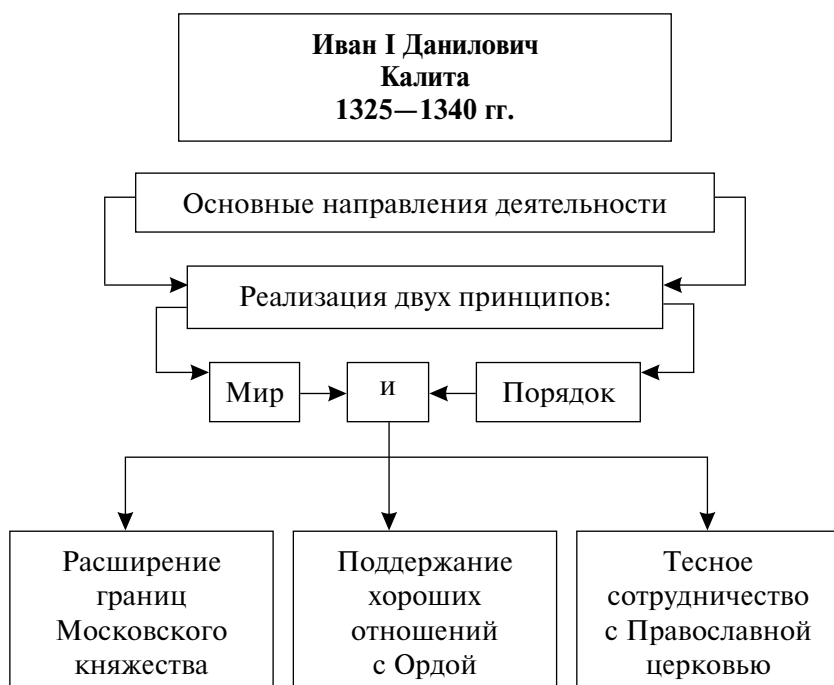 Иван I Данилович
Калита
1325—1340 гг.
Основные направления деятельности
Реализация двух принципов:
Мир
и
Порядок
Расширение
границ
Московского
княжества
Поддержание
хороших
отношений
с Ордой
Тесное
сотрудничество
с Православной
церковью